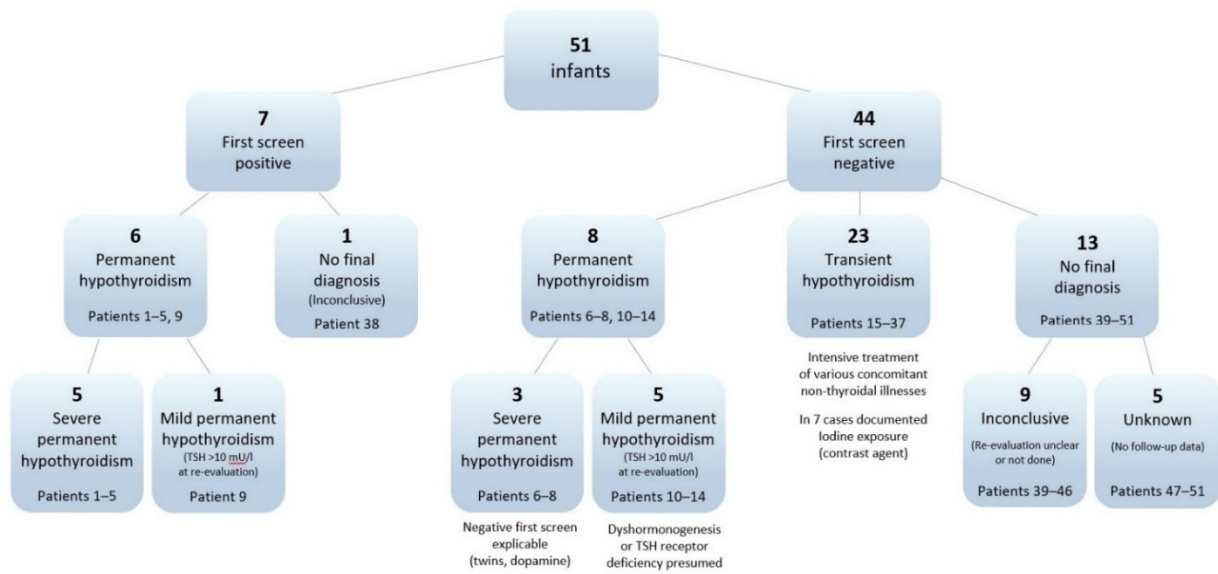 51
infants
7
First screen
positive
44
First screen
negative
6
Permanent
hypothyroidism
Patients 1–5, 9
1
No final
diagnosis
(Inconclusive)
Patient 38
8
Permanent
hypothyroidism
Patients 6–8, 10–14
23
Transient
hypothyroidism
Patients 15–37
13
No final
diagnosis
Patients 39–51
5
Severe
permanent
hypothyroidism
Patients 1–5
1
Mild permanent
hypothyroidism
(TSH >10 mU/l
at re-evaluation)
Patient 9
3
Severe
permanent
hypothyroidism
Patients 6–8
Negative first screen
explicable
(twins, dopamine)
5
Mild permanent
hypothyroidism
(TSH >10 mU/l
at re-evaluation)
Patients 10–14
Dyshormonogenesis
or TSH receptor
deficiency presumed
Intensive treatment
of various concomitant
non-thyroidal illnesses
In 7 cases documented
Iodine exposure
(contrast agent)
9
Inconclusive
(Re-evaluation unclear
or not done)
Patients 39–46
5
Unknown
(No follow-up data)
Patients 47–51